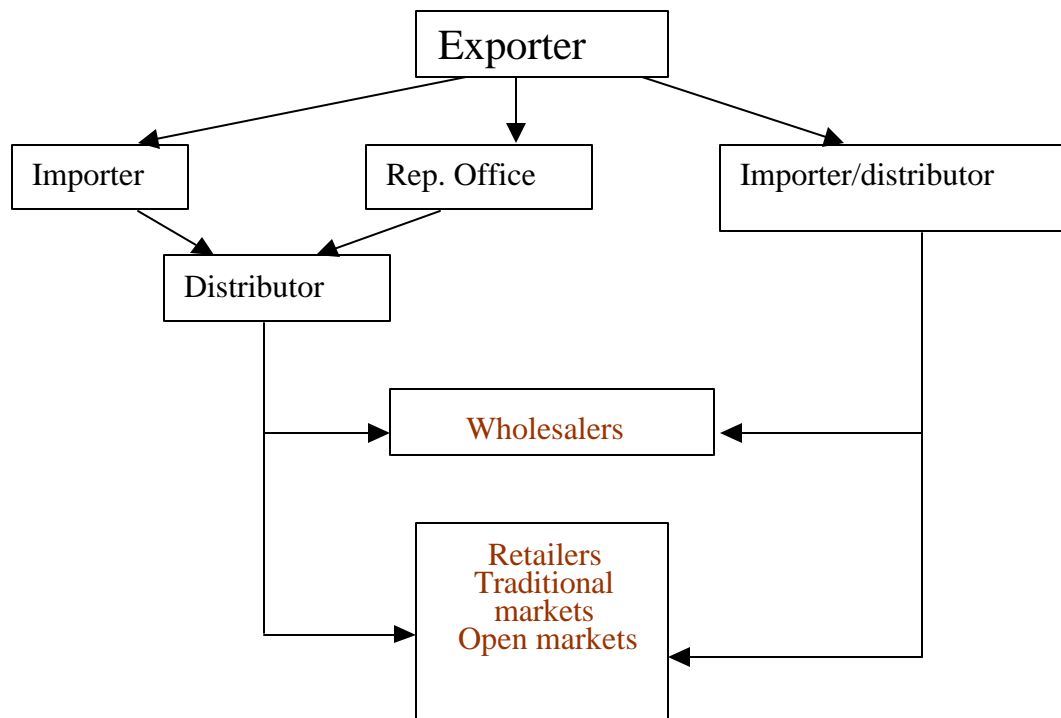 Exporter
Importer
Rep. Office
Importer/distributor
Distributor
Wholesalers
Retailers
Traditional
markets
Open markets